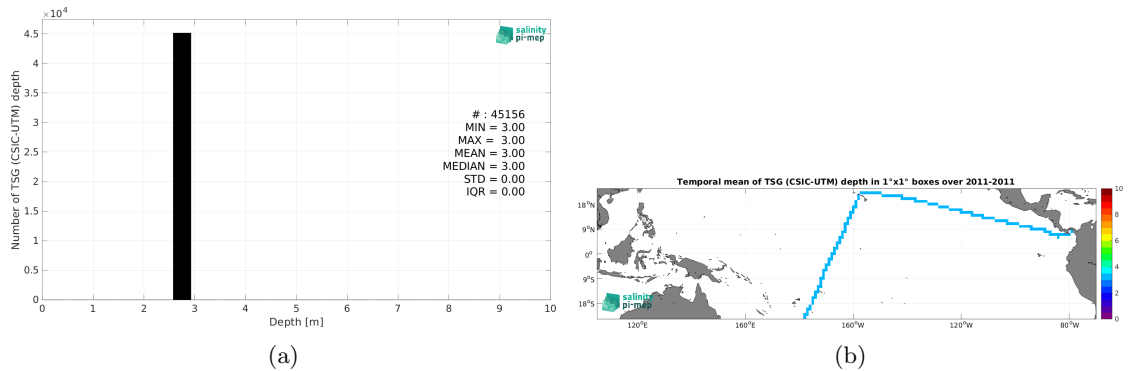 ×10⁴
4.5
4
3.5
3
2.5
2
1.5
1
0.5
0
Number of TSG (CSIC-UTM) depth
salinity
pi-mep
# : 45156
MIN = 3.00
MAX = 3.00
MEAN = 3.00
MEDIAN = 3.00
STD = 0.00
IQR = 0.00
0 1 2 3 4 5 6 7 8 9 10
Depth [m]
(a)
Temporal mean of TSG (CSIC-UTM) depth in 1°x1° boxes over 2011-2011
18°N
9°N
0°
9°S
18°S
salinity
pi-mep
120°E 160°E 160°W 120°W 80°W
10
8
6
4
2
0
(b)